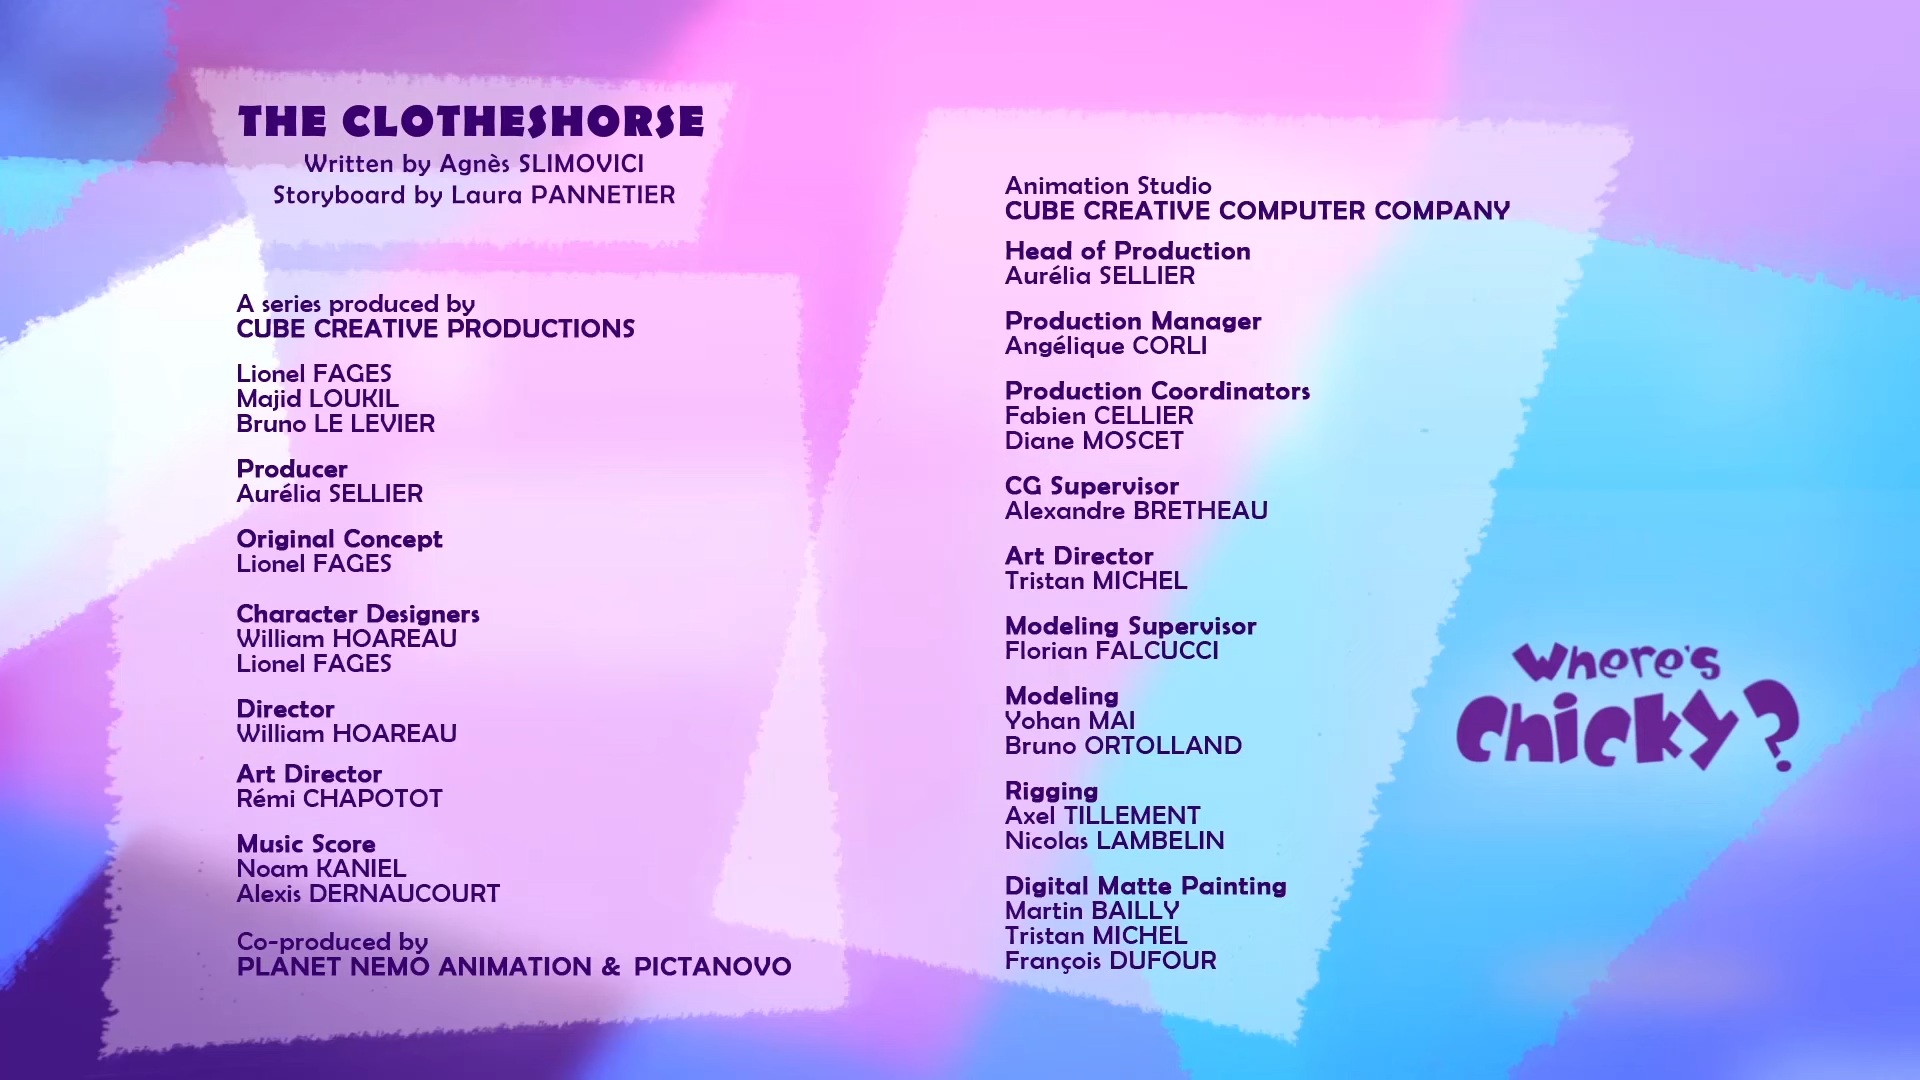 THE CLOTHESHORSE
Written by Agnès SLIMOVICI
Storyboard by Laura PANNETIER
A series produced by
CUBE CREATIVE PRODUCTIONS
Lionel FAGES
Majid LOUKIL
Bruno LE LEVIER
Producer
Aurélia SELLIER
Original Concept
Lionel FAGES
Character Designers
William HOAREAU
Lionel FAGES
Director
William HOAREAU
Art Director
Rémi CHAPOTOT
Music Score
Noam KANIEL
Alexis DERNAUCOURT
Co-produced by
PLANET NEMO ANIMATION & PICTANOVO
Animation Studio
CUBE CREATIVE COMPUTER COMPANY
Head of Production
Aurélia SELLIER
Production Manager
Angélique CORLI
Production Coordinators
Fabien CELLIER
Diane MOSCET
CG Supervisor
Alexandre BRETHEAU
Art Director
Tristan MICHEL
Modeling Supervisor
Florian FALCUCCI
Modeling
Yohan MAI
Bruno ORTOLLAND
Rigging
Axel TILLEMENT
Nicolas LAMBELIN
Digital Matte Painting
Martin BAILLY
Tristan MICHEL
François DUFOUR
Where's
Chicky?